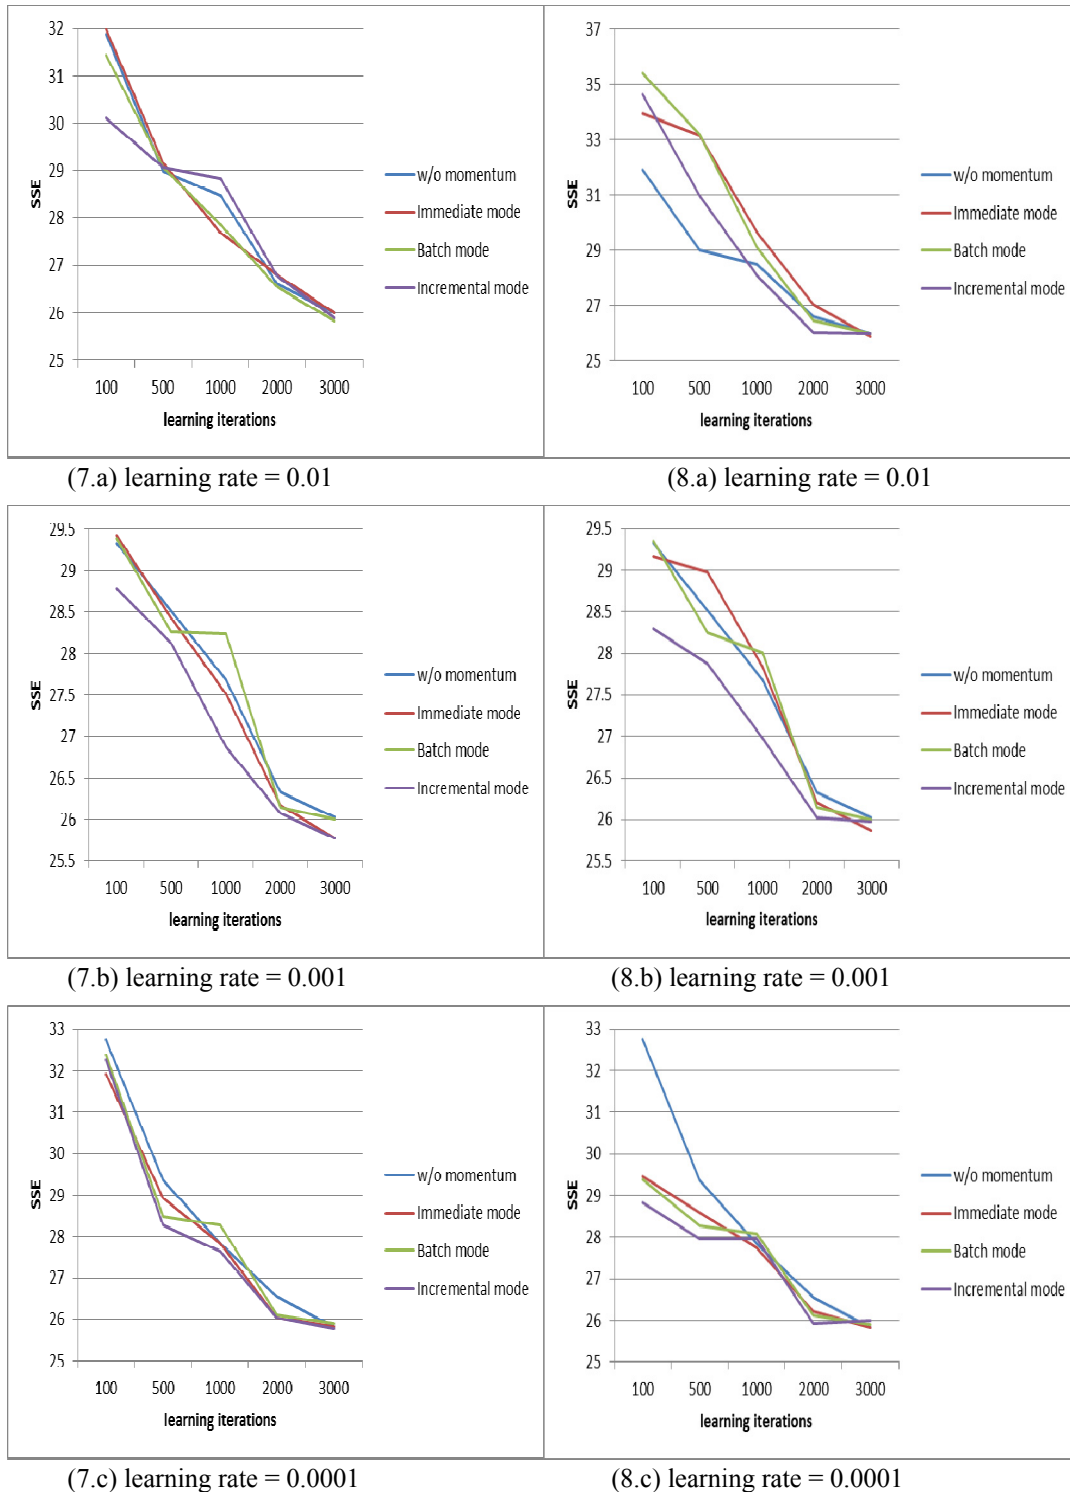 32
31
30
29
28
27
26
25
SSE
100 500 1000 2000 3000
learning iterations
w/o momentum
Immediate mode
Batch mode
Incremental mode
37
35
33
31
29
27
25
SSE
100 500 1000 2000 3000
learning iterations
w/o momentum
Immediate mode
Batch mode
Incremental mode
(7.a) learning rate = 0.01
(8.a) learning rate = 0.01
29.5
29
28.5
28
27.5
27
26.5
26
25.5
SSE
100 500 1000 2000 3000
learning iterations
w/o momentum
Immediate mode
Batch mode
Incremental mode
29.5
29
28.5
28
27.5
27
26.5
26
25.5
SSE
100 500 1000 2000 3000
learning iterations
w/o momentum
Immediate mode
Batch mode
Incremental mode
(7.b) learning rate = 0.001
(8.b) learning rate = 0.001
33
32
31
30
29
28
27
26
25
SSE
100 500 1000 2000 3000
learning iterations
w/o momentum
Immediate mode
Batch mode
Incremental mode
33
32
31
30
29
28
27
26
25
SSE
100 500 1000 2000 3000
learning iterations
w/o momentum
Immediate mode
Batch mode
Incremental mode
(7.c) learning rate = 0.0001
(8.c) learning rate = 0.0001